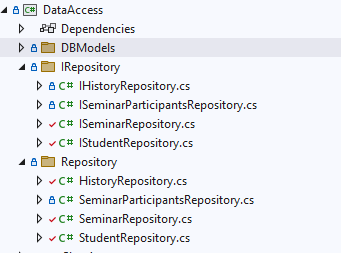 C# DataAccess
Dependencies
DBModels
IRepository
C# IHistoryRepository.cs
C# ISeminarParticipantsRepository.cs
C# ISeminarRepository.cs
C# IStudentRepository.cs
Repository
C# HistoryRepository.cs
C# SeminarParticipantsRepository.cs
C# SeminarRepository.cs
C# StudentRepository.cs